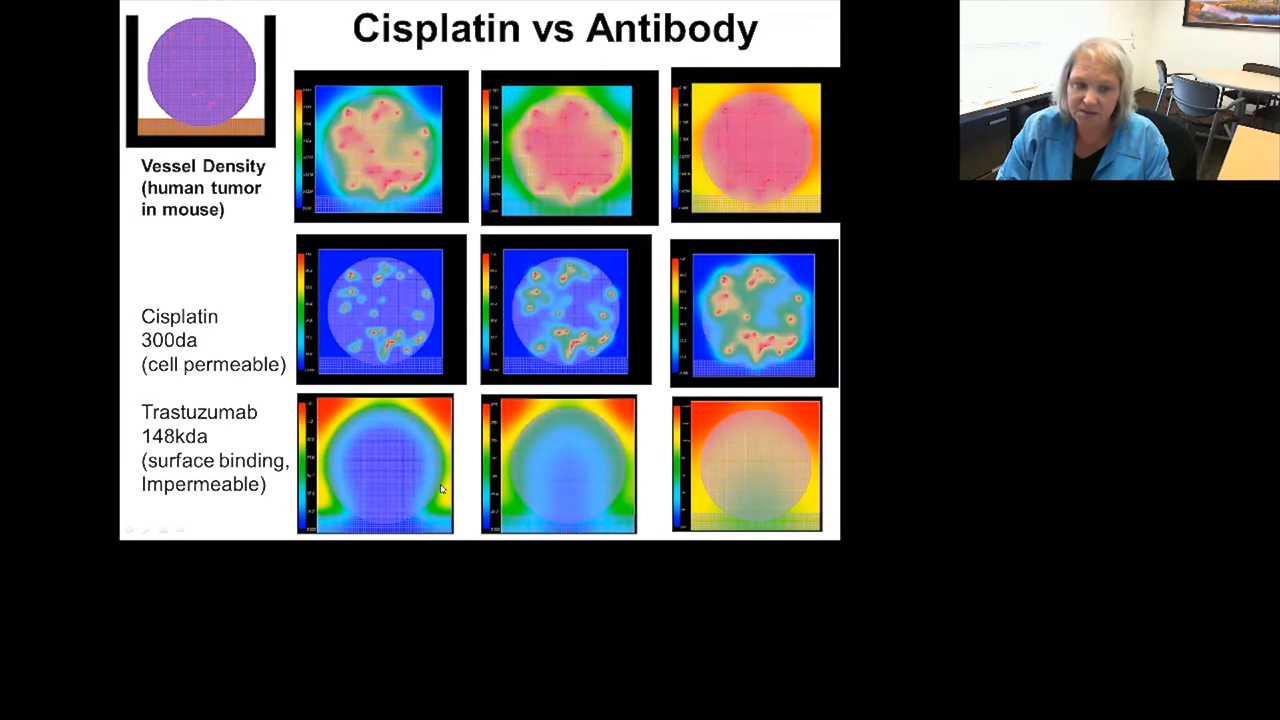 Cisplatin vs Antibody
Vessel Density
(human tumor
in mouse)
Cisplatin
300da
(cell permeable)
Trastuzumab
148kda
(surface binding,
Impermeable)